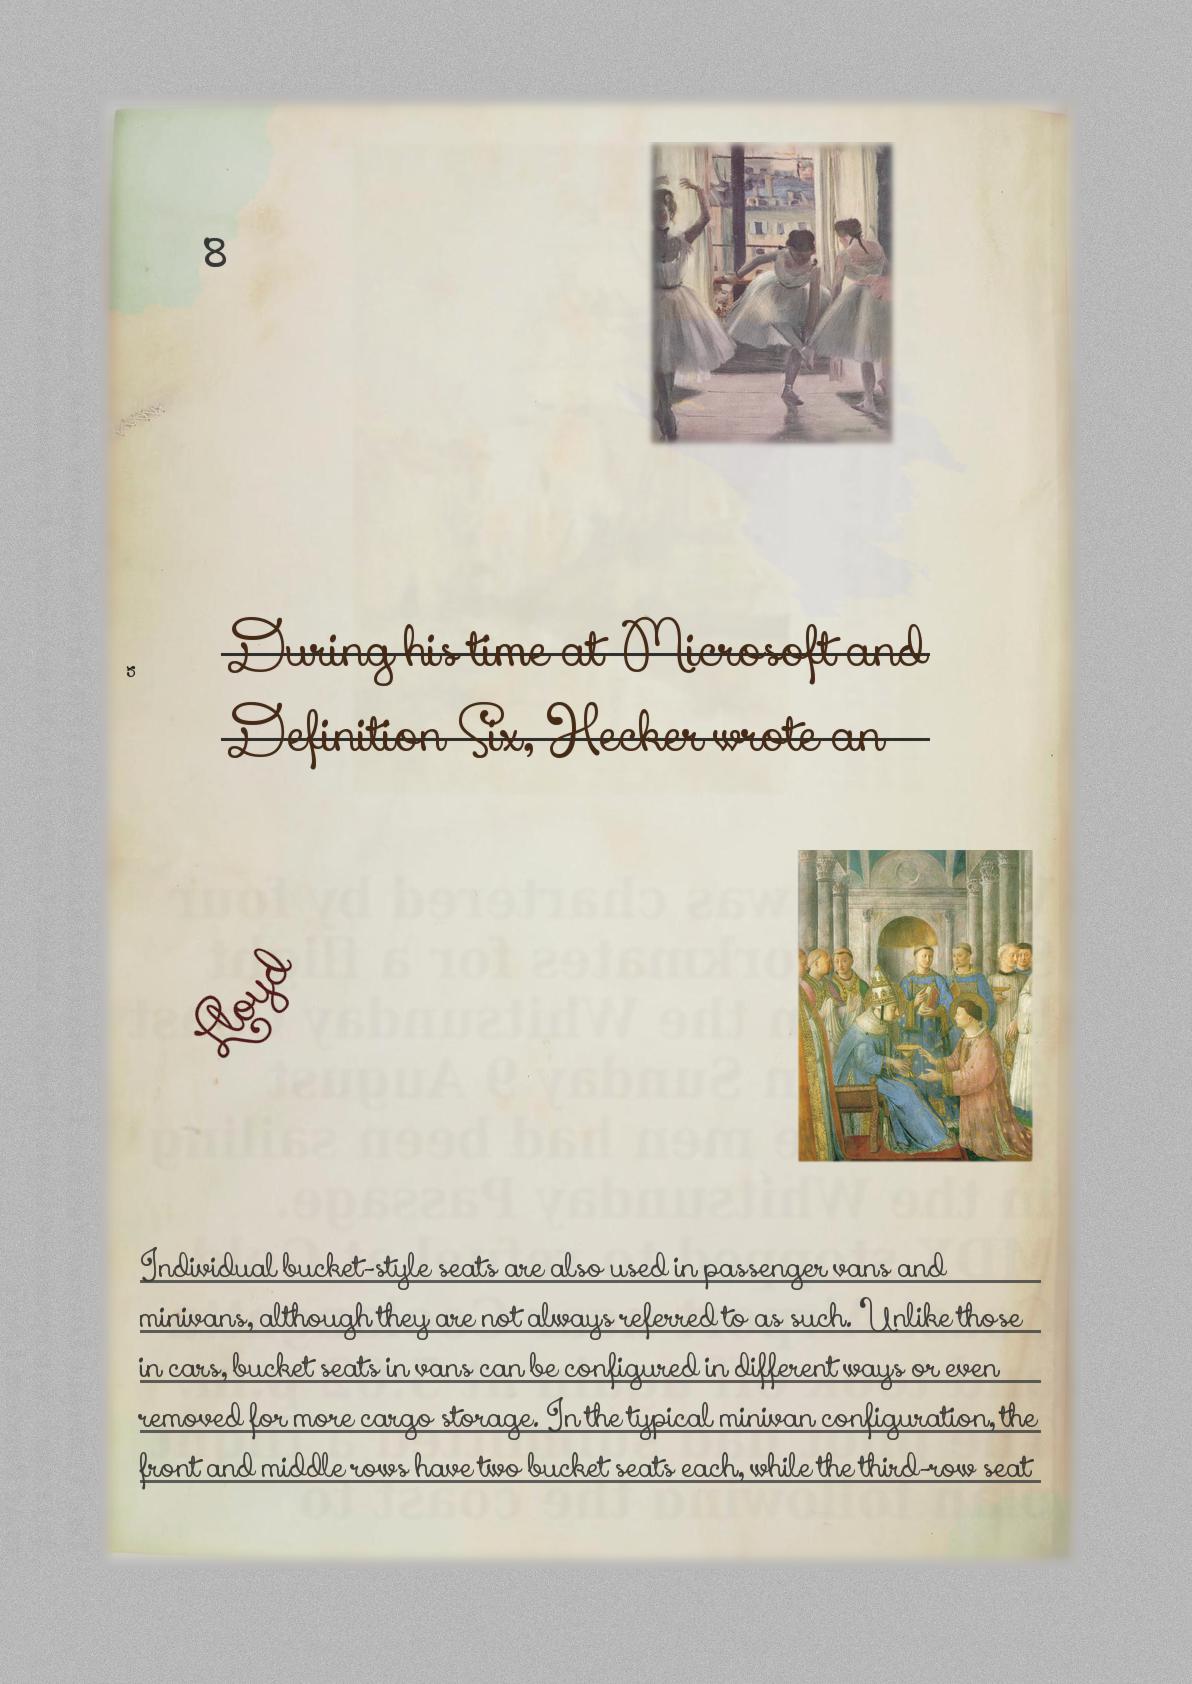 8
5
During his time at Microsoft and
Definition Six, Hecker wrote an
Lloyd
Individual bucket-style seats are also used in passenger vans and
minivans, although they are not always referred to as such. Unlike those
in cars, bucket seats in vans can be configured in different ways or even
removed for more cargo storage. In the typical minivan configuration, the
front and middle rows have two bucket seats each, while the third-row seat